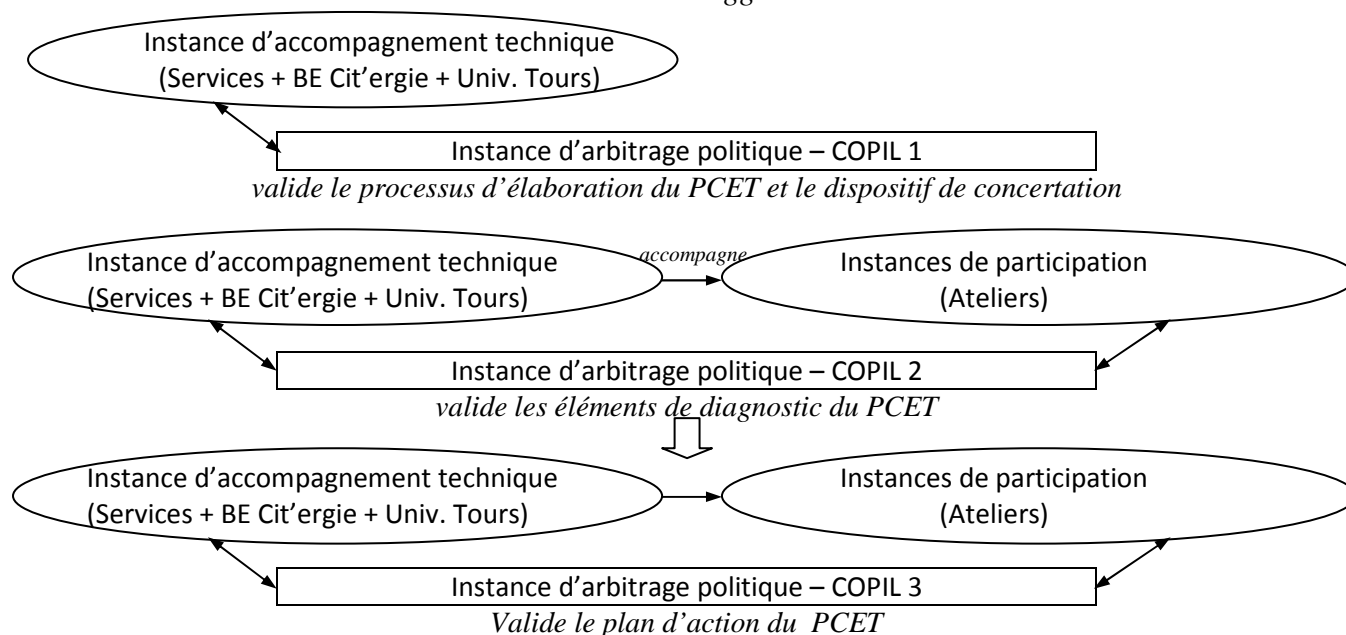 Instance d’accompagnement technique
(Services + BE Cit’ergie + Univ. Tours)
Instance d’arbitrage politique – COPIL 1
valide le processus d’élaboration du PCET et le dispositif de concertation
Instance d’accompagnement technique
(Services + BE Cit’ergie + Univ. Tours)
accompagne
Instances de participation
(Ateliers)
Instance d’arbitrage politique – COPIL 2
valide les éléments de diagnostic du PCET
Instance d’accompagnement technique
(Services + BE Cit’ergie + Univ. Tours)
Instances de participation
(Ateliers)
Instance d’arbitrage politique – COPIL 3
Valide le plan d’action du PCET